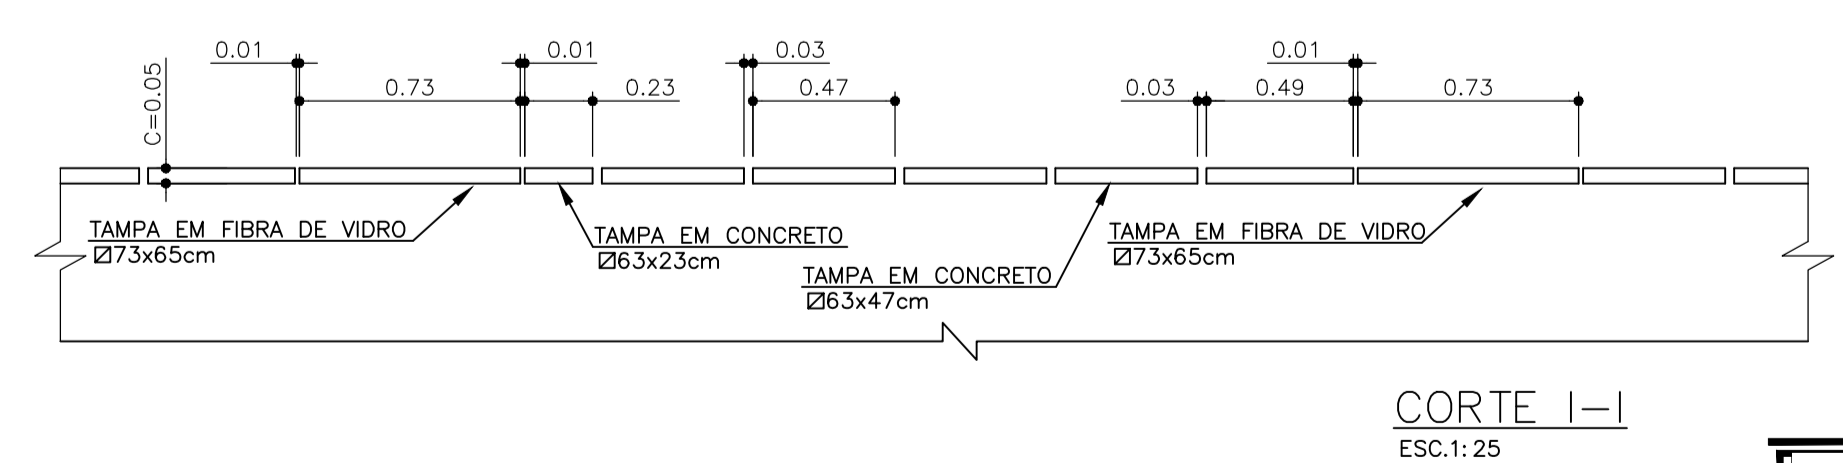 0.01
0.01
0.03
0.01
0.73
0.23
0.47
0.03
0.49
0.73
C=0.05
TAMPA EM FIBRA DE VIDRO
73x65cm
TAMPA EM CONCRETO
63x23cm
TAMPA EM CONCRETO
63x47cm
TAMPA EM FIBRA DE VIDRO
73x65cm
CORTE I-I
ESC.1:25